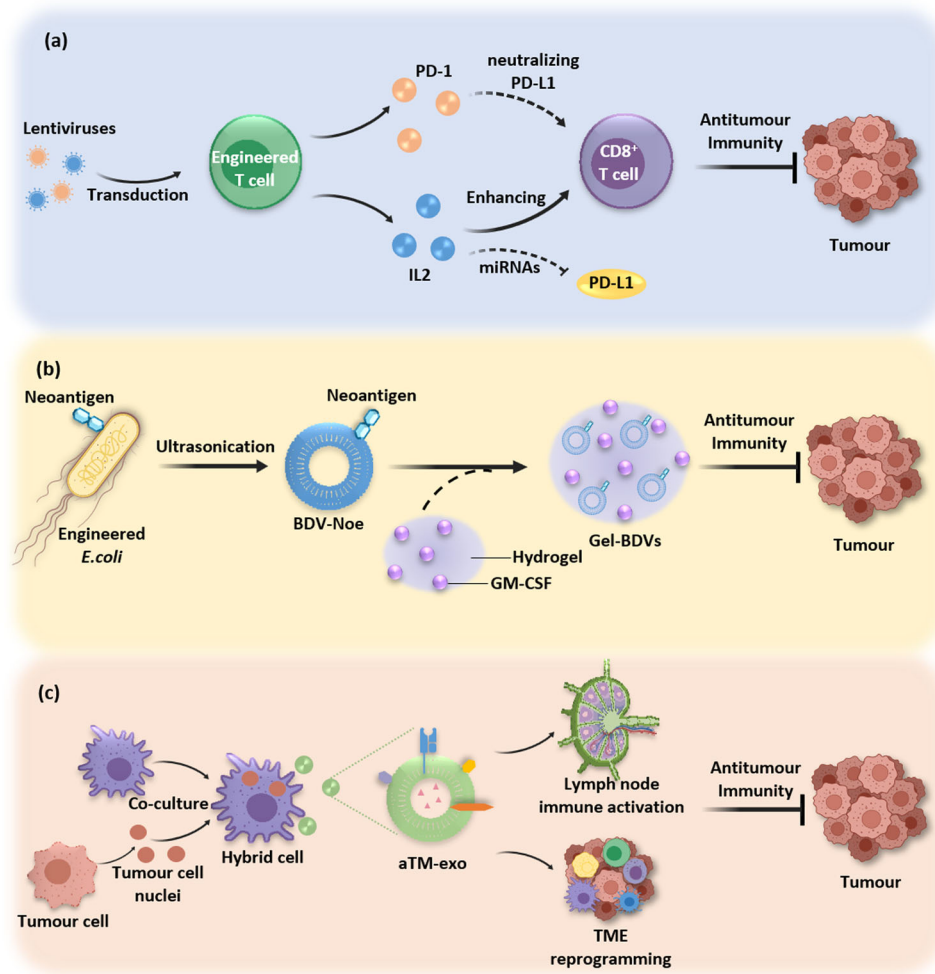 (a)
PD-1
neutralizing
PD-L1
Lentiviruses
Transduction
Engineered
T cell
CD8⁺
T cell
Antitumour
Immunity
Enhancing
IL2
miRNAs
PD-L1
Tumour
(b)
Neoantigen
Engineered
E.coli
Ultrasonication
Neoantigen
BDV-Noe
Hydrogel
GM-CSF
Gel-BDVs
Antitumour
Immunity
Tumour
(c)
Co-culture
Tumour cell
Tumour cell
nuclei
Hybrid cell
aTM-exo
Lymph node
immune activation
TME
reprogramming
Antitumour
Immunity
Tumour